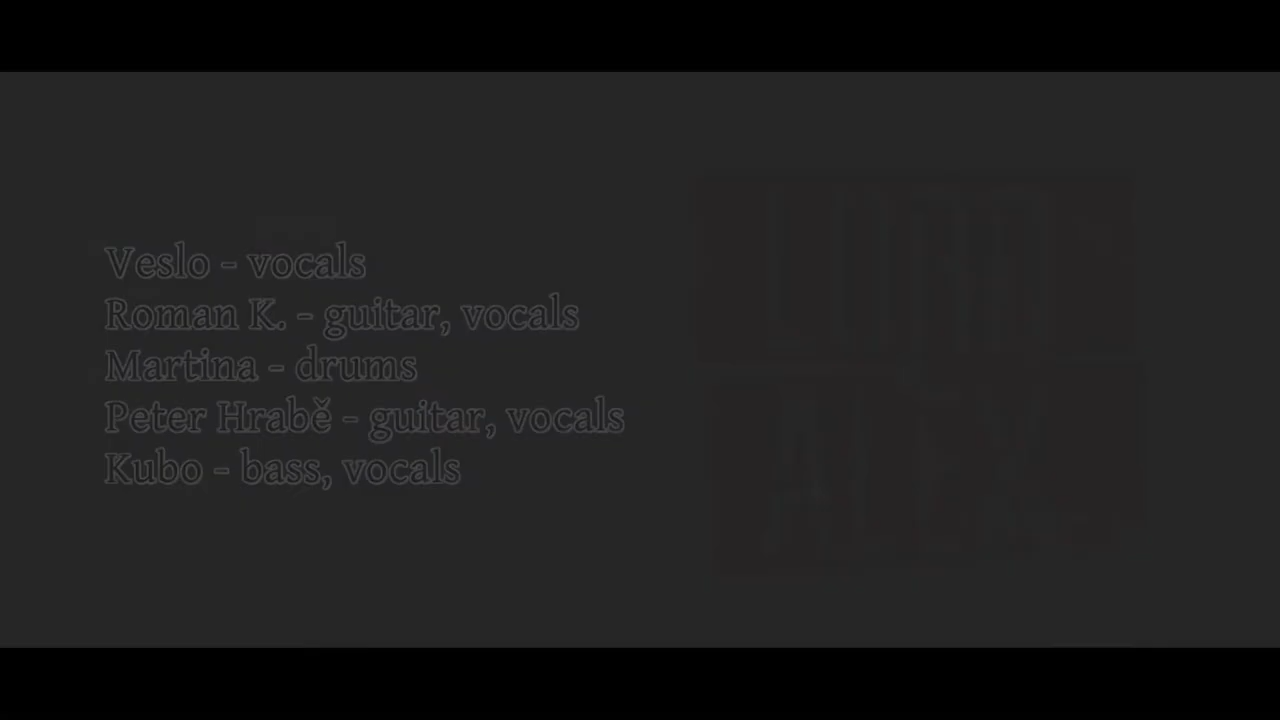 Veslo - vocals
Roman K. - guitar, vocals
Martina - drums
Peter Hrabě - guitar, vocals
Kubo - bass, vocals